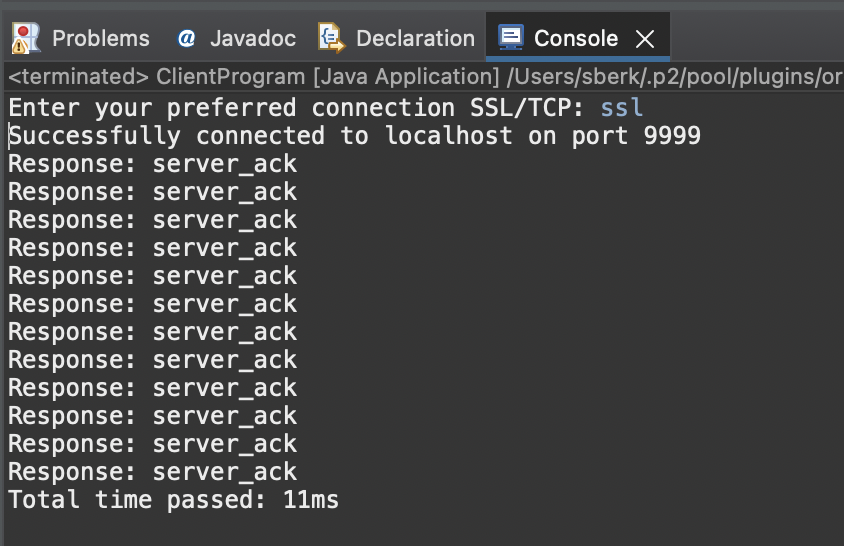 Problems @ Javadoc Declaration Console
<terminated> ClientProgram [Java Application] /Users/sberk/.p2/pool/plugins/or
Enter your preferred connection SSL/TCP: ssl
Successfully connected to localhost on port 9999
Response: server_ack
Response: server_ack
Response: server_ack
Response: server_ack
Response: server_ack
Response: server_ack
Response: server_ack
Response: server_ack
Response: server_ack
Response: server_ack
Response: server_ack
Response: server_ack
Total time passed: 11ms